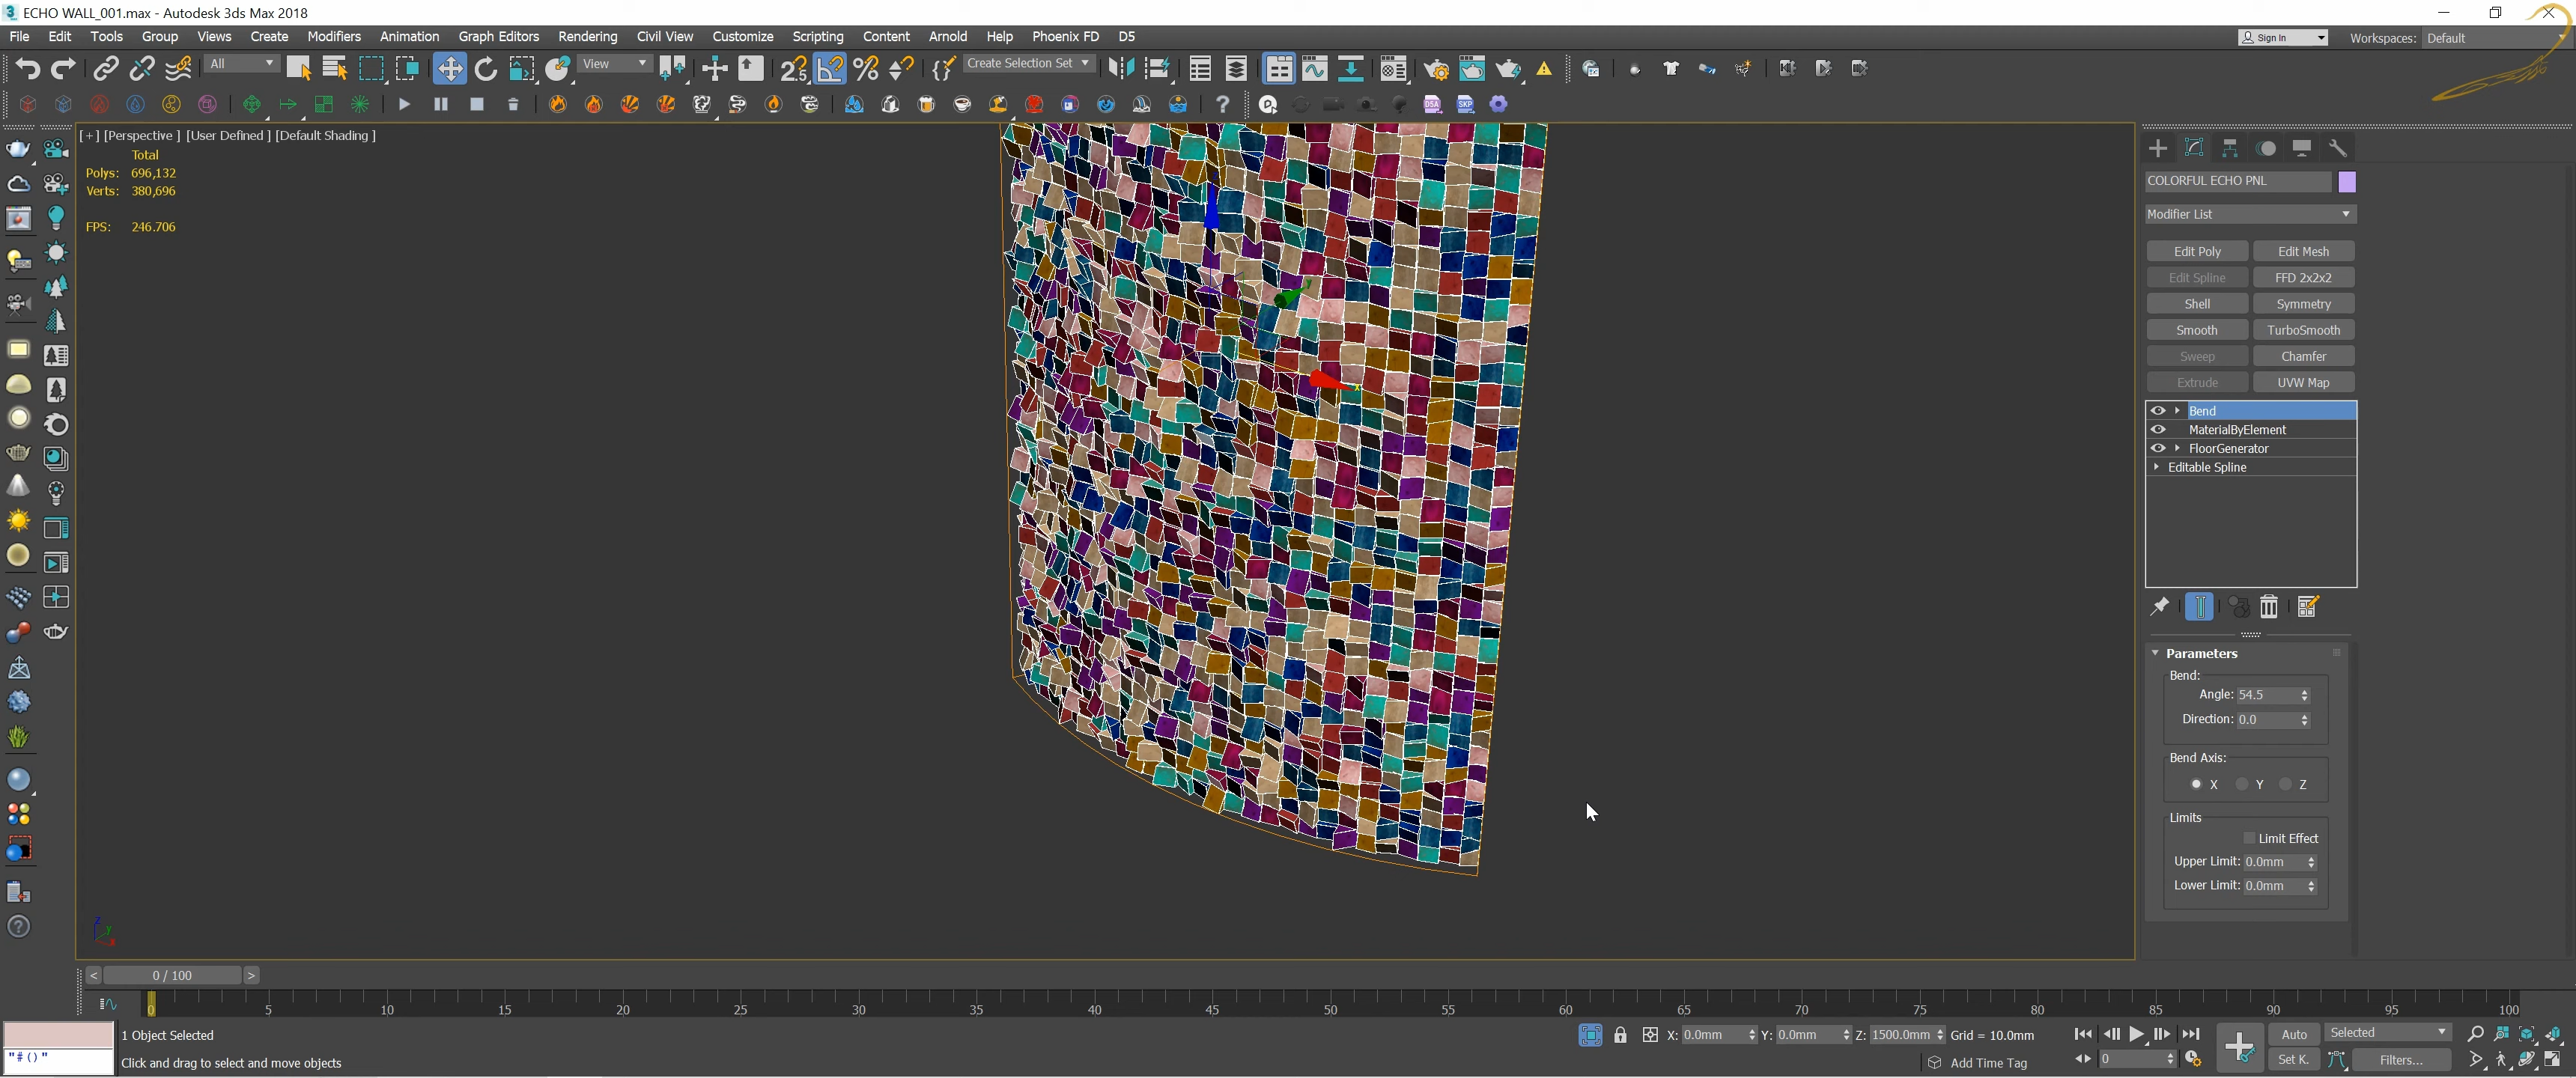 ECHO WALL_001.max - Autodesk 3ds Max 2018
File Edit Tools Group Views Create Modifiers Animation Graph Editors Rendering Civil View Customize Scripting Content Arnold Help Phoenix FD D5
Sign In Workspaces: Default
All View Create Selection Set
[+] [Perspective ] [User Defined ] [Default Shading ]
Total
Polys: 696,132
Verts: 380,696
FPS: 246.706
COLORFUL ECHO PNL
Modifier List
Edit Poly Edit Mesh
Edit Spline FFD 2x2x2
Shell Symmetry
Smooth TurboSmooth
Sweep Chamfer
Extrude UVW Map
Bend
MaterialByElement
FloorGenerator
Editable Spline
Parameters
Bend:
Angle: 54.5
Direction: 0.0
Bend Axis:
X Y Z
Limits
Limit Effect
Upper Limit: 0.0mm
Lower Limit: 0.0mm
z y
x
0 / 100
0 5 10 15 20 25 30 35 40 45 50 55 60 65 70 75 80 85 90 95 100
1 Object Selected X: 0.0mm Y: 0.0mm Z: 1500.0mm Grid = 10.0mm Auto Selected
"#()" Click and drag to select and move objects Add Time Tag 0 Set K. Filters...